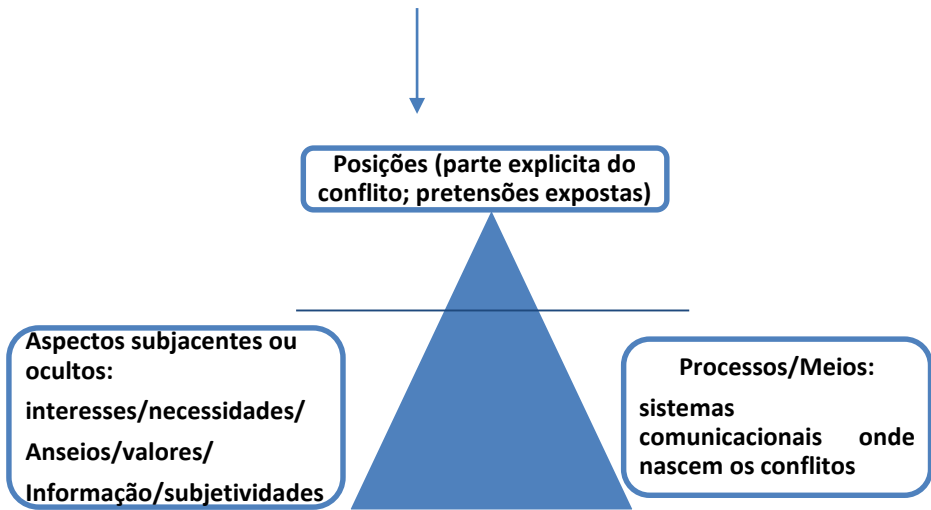 Posições (parte explicita do
conflito; pretensões expostas)
Aspectos subjacentes ou
ocultos:
interesses/necessidades/
Anseios/valores/
Informação/subjetividades
Processos/Meios:
sistemas
comunicacionais onde
nascem os conflitos